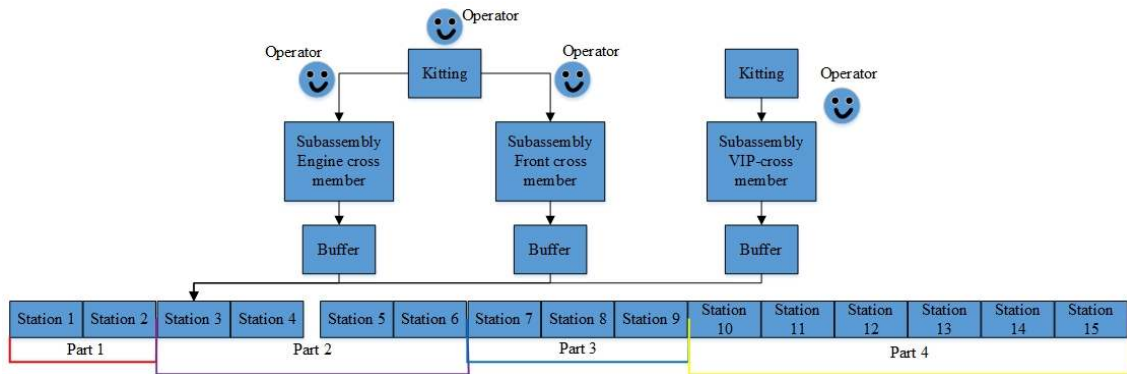 Operator
Operator
Kitting
Operator
Kitting
Operator
Subassembly
Engine cross
member
Subassembly
Front cross
member
Subassembly
VIP-cross
member
Buffer
Buffer
Buffer
Station 1
Station 2
Station 3
Station 4
Station 5
Station 6
Station 7
Station 8
Station 9
Station
10
Station
11
Station
12
Station
13
Station
14
Station
15
Part 1
Part 2
Part 3
Part 4